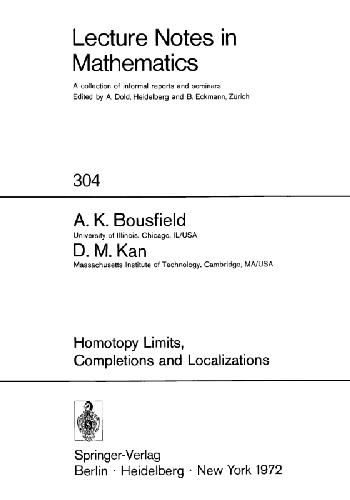 Lecture Notes in
Mathematics
A collection of informal reports and seminars
Edited by A. Dold, Heidelberg and B. Eckmann, Zürich
304
A. K. Bousfield
University of Illinois, Chicago, IL/USA
D. M. Kan
Massachusetts Institute of Technology, Cambridge, MA/USA
Homotopy Limits,
Completions and Localizations
Springer-Verlag
Berlin · Heidelberg · New York 1972